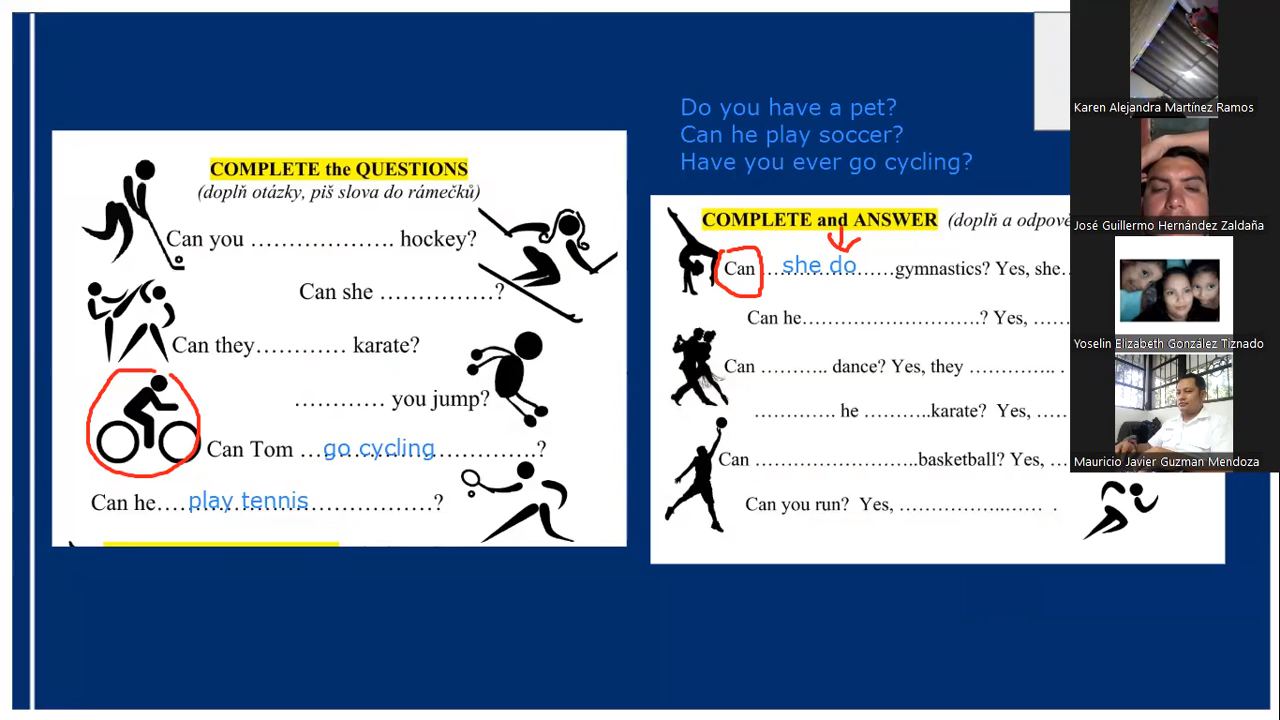 Do you have a pet?
Can he play soccer?
Have you ever go cycling?
COMPLETE the QUESTIONS
(doplň otázky, piš slova do rámečků)
Can you …………………. hockey?
Can she ……………?
Can they………… karate?
………… you jump?
Can Tom …go cycling…………….?
Can he….play tennis………………?
COMPLETE and ANSWER (doplň a odpově
Can …she do……gymnastics? Yes, she…
Can he……………………….? Yes, ……
Can ……….. dance? Yes, they ………….. .
………… he ………..karate? Yes, ……
Can ……………………..basketball? Yes, …
Can you run? Yes, ……………..…… .
Karen Alejandra Martínez Ramos
José Guillermo Hernández Zaldaña
Yoselin Elizabeth González Tiznado
Mauricio Javier Guzman Mendoza